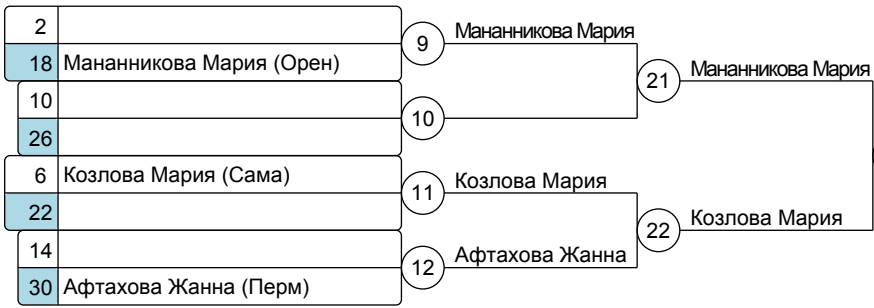 2
18 Мананникова Мария (Орен)
10
26
6 Козлова Мария (Сама)
22
14
30 Афтахова Жанна (Перм)
9
10
11
12
Мананникова Мария
Козлова Мария
Афтахова Жанна
21
22
Мананникова Мария
Козлова Мария